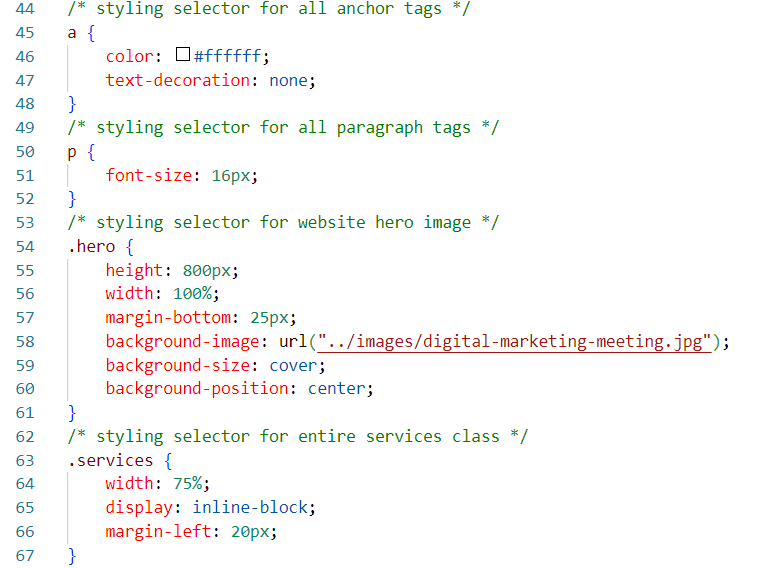 44 /* styling selector for all anchor tags */
45 a {
46     color: #ffffff;
47     text-decoration: none;
48 }
49 /* styling selector for all paragraph tags */
50 p {
51     font-size: 16px;
52 }
53 /* styling selector for website hero image */
54 .hero {
55     height: 800px;
56     width: 100%;
57     margin-bottom: 25px;
58     background-image: url("../images/digital-marketing-meeting.jpg");
59     background-size: cover;
60     background-position: center;
61 }
62 /* styling selector for entire services class */
63 .services {
64     width: 75%;
65     display: inline-block;
66     margin-left: 20px;
67 }